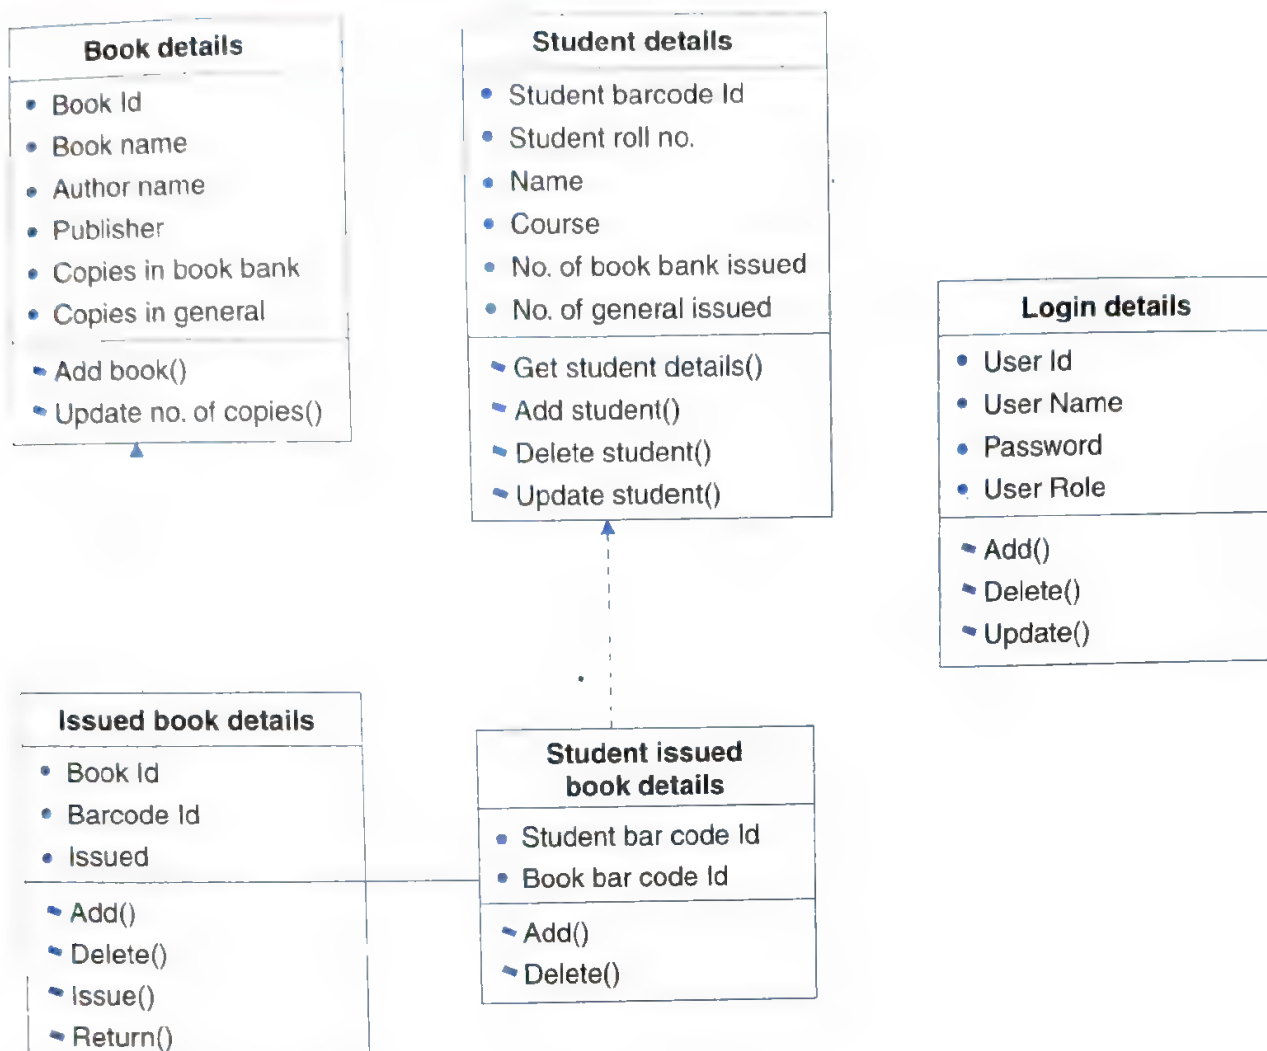 Book details
Book Id
Book name
Author name
Publisher
Copies in book bank
Copies in general
Add book()
Update no. of copies()
Student details
Student barcode Id
Student roll no.
Name
Course
No. of book bank issued
No. of general issued
Get student details()
Add student()
Delete student()
Update student()
Login details
User Id
User Name
Password
User Role
Add()
Delete()
Update()
Issued book details
Book Id
Barcode Id
Issued
Add()
Delete()
Issue()
Return()
Student issued
book details
Student bar code Id
Book bar code Id
Add()
Delete()